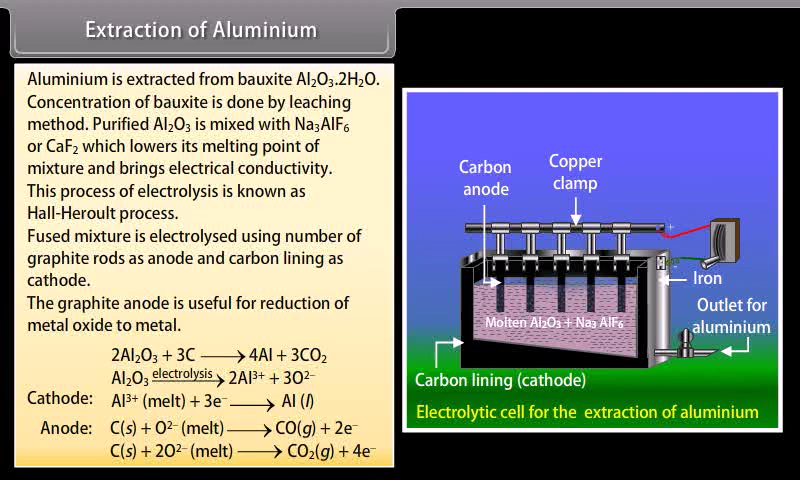 Extraction of Aluminium
Aluminium is extracted from bauxite Al₂O₃.2H₂O.
Concentration of bauxite is done by leaching
method. Purified Al₂O₃ is mixed with Na₃AlF₆
or CaF₂ which lowers its melting point of
mixture and brings electrical conductivity.
This process of electrolysis is known as
Hall-Heroult process.
Fused mixture is electrolysed using number of
graphite rods as anode and carbon lining as
cathode.
The graphite anode is useful for reduction of
metal oxide to metal.
2Al₂O₃ + 3C ⟶ 4Al + 3CO₂
Al₂O₃ electrolysis⟶ 2Al³⁺ + 3O²⁻
Cathode: Al³⁺ (melt) + 3e⁻ ⟶ Al (l)
Anode: C(s) + O²⁻ (melt) ⟶ CO(g) + 2e⁻
C(s) + 2O²⁻ (melt) ⟶ CO₂(g) + 4e⁻
Carbon
anode
Copper
clamp
+
-
Iron
Outlet for
aluminium
Molten Al₂O₃ + Na₃ AlF₆
Carbon lining (cathode)
Electrolytic cell for the extraction of aluminium